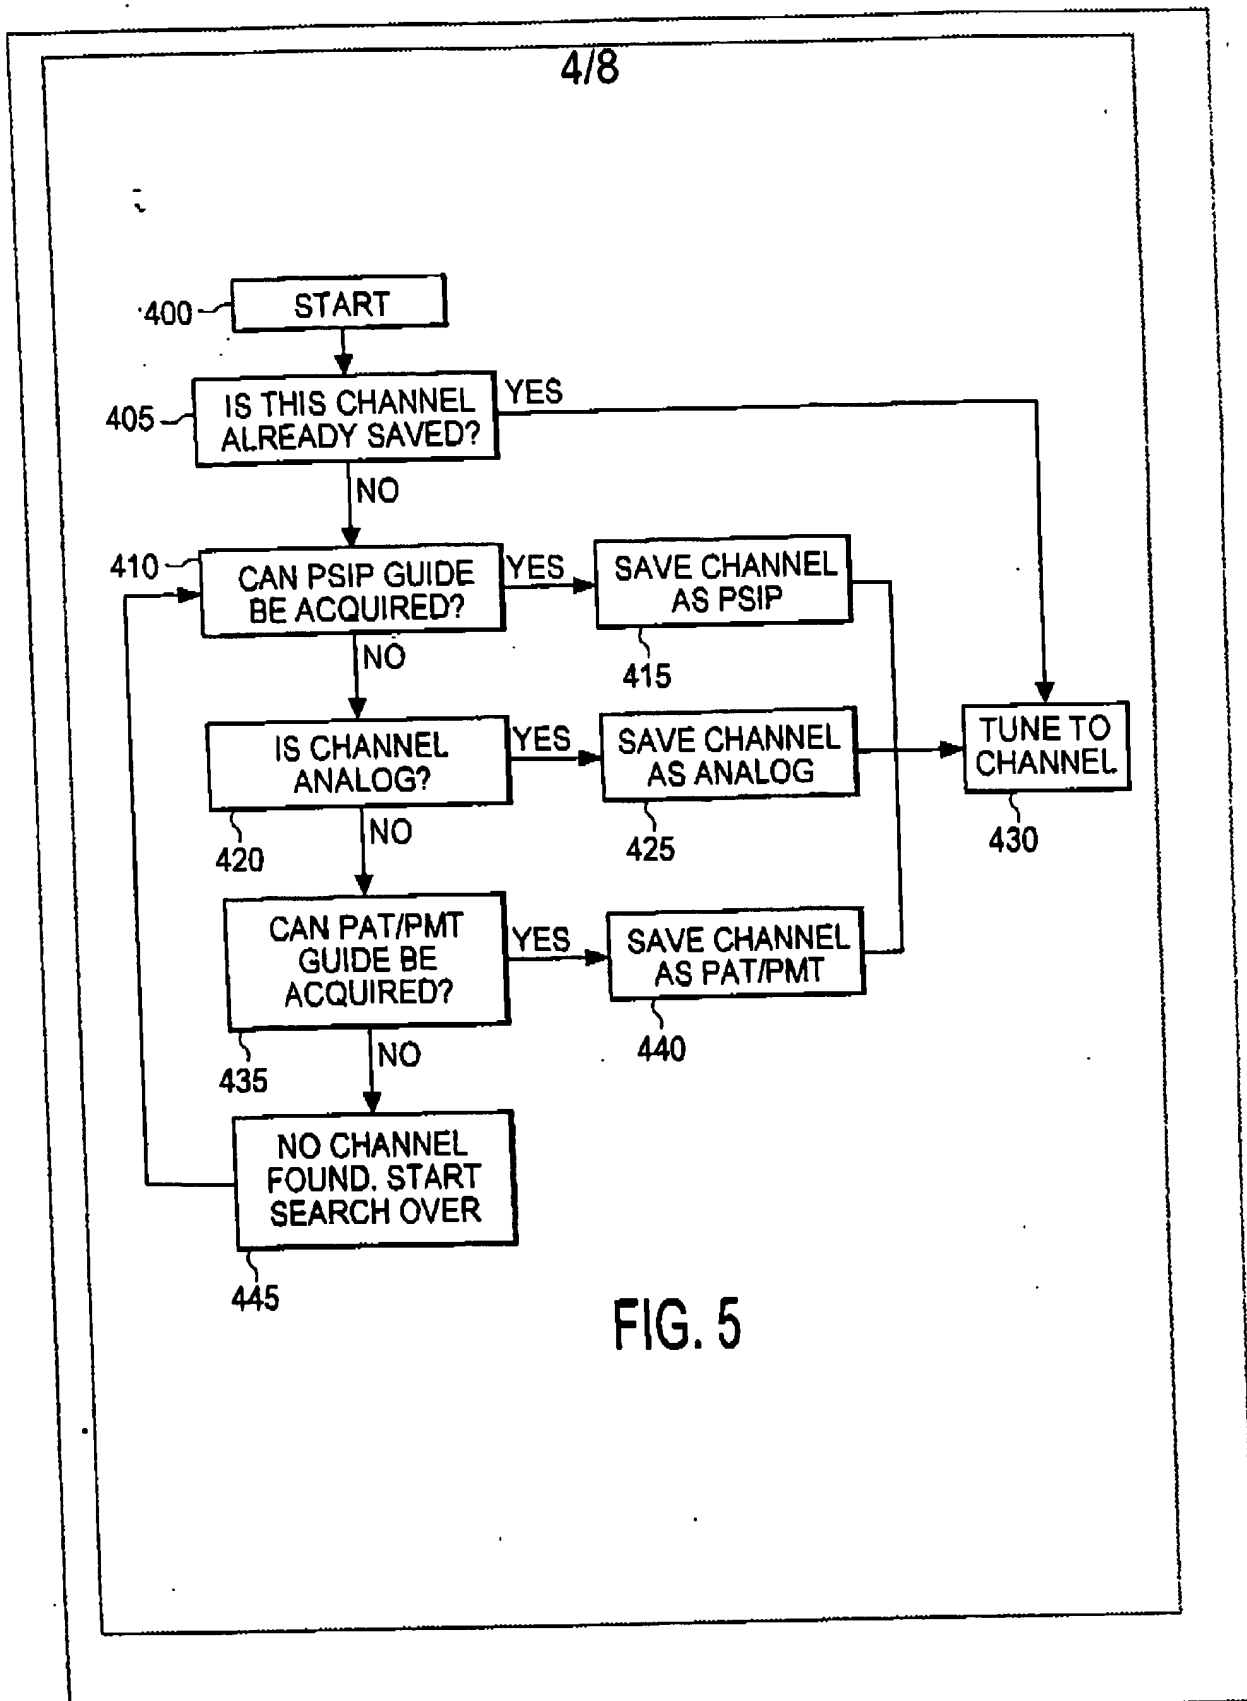 4/8
400
START
405
IS THIS CHANNEL
ALREADY SAVED?
YES
NO
410
CAN PSIP GUIDE
BE ACQUIRED?
YES
SAVE CHANNEL
AS PSIP
415
NO
IS CHANNEL
ANALOG?
YES
SAVE CHANNEL
AS ANALOG
TUNE TO
CHANNEL
420
NO
425
430
CAN PAT/PMT
GUIDE BE
ACQUIRED?
YES
SAVE CHANNEL
AS PAT/PMT
435
NO
440
NO CHANNEL
FOUND. START
SEARCH OVER
445
FIG. 5